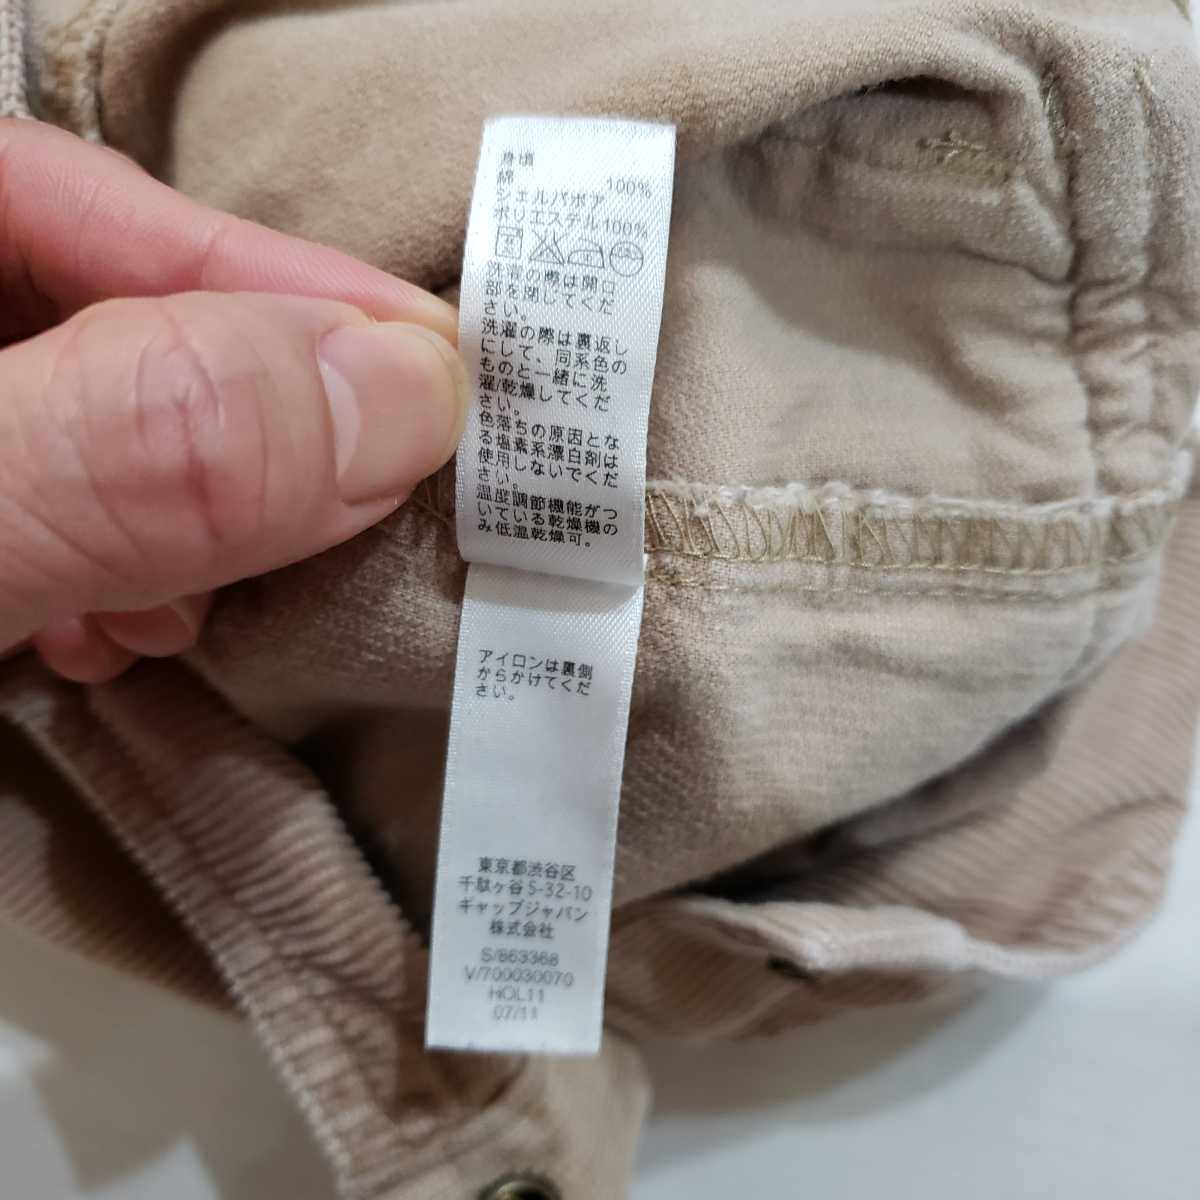 身頃
綿 100%
シェルパボア
ポリエステル100%
洗濯の際は開口
部を閉じてくだ
さい。
洗濯の際は裏返し
にして、同系色の
ものと一緒に洗
濯/乾燥してくだ
さい。
色落ちの原因とな
る塩素系漂白剤は
使用しないでくだ
さい。
温度調節機能がつ
いている乾燥機の
み低温乾燥可。
アイロンは裏側
からかけてくだ
さい。
東京都渋谷区
千駄ヶ谷5-32-10
ギャップジャパン
株式会社
S/863368
V/700030070
HOL11
07/11